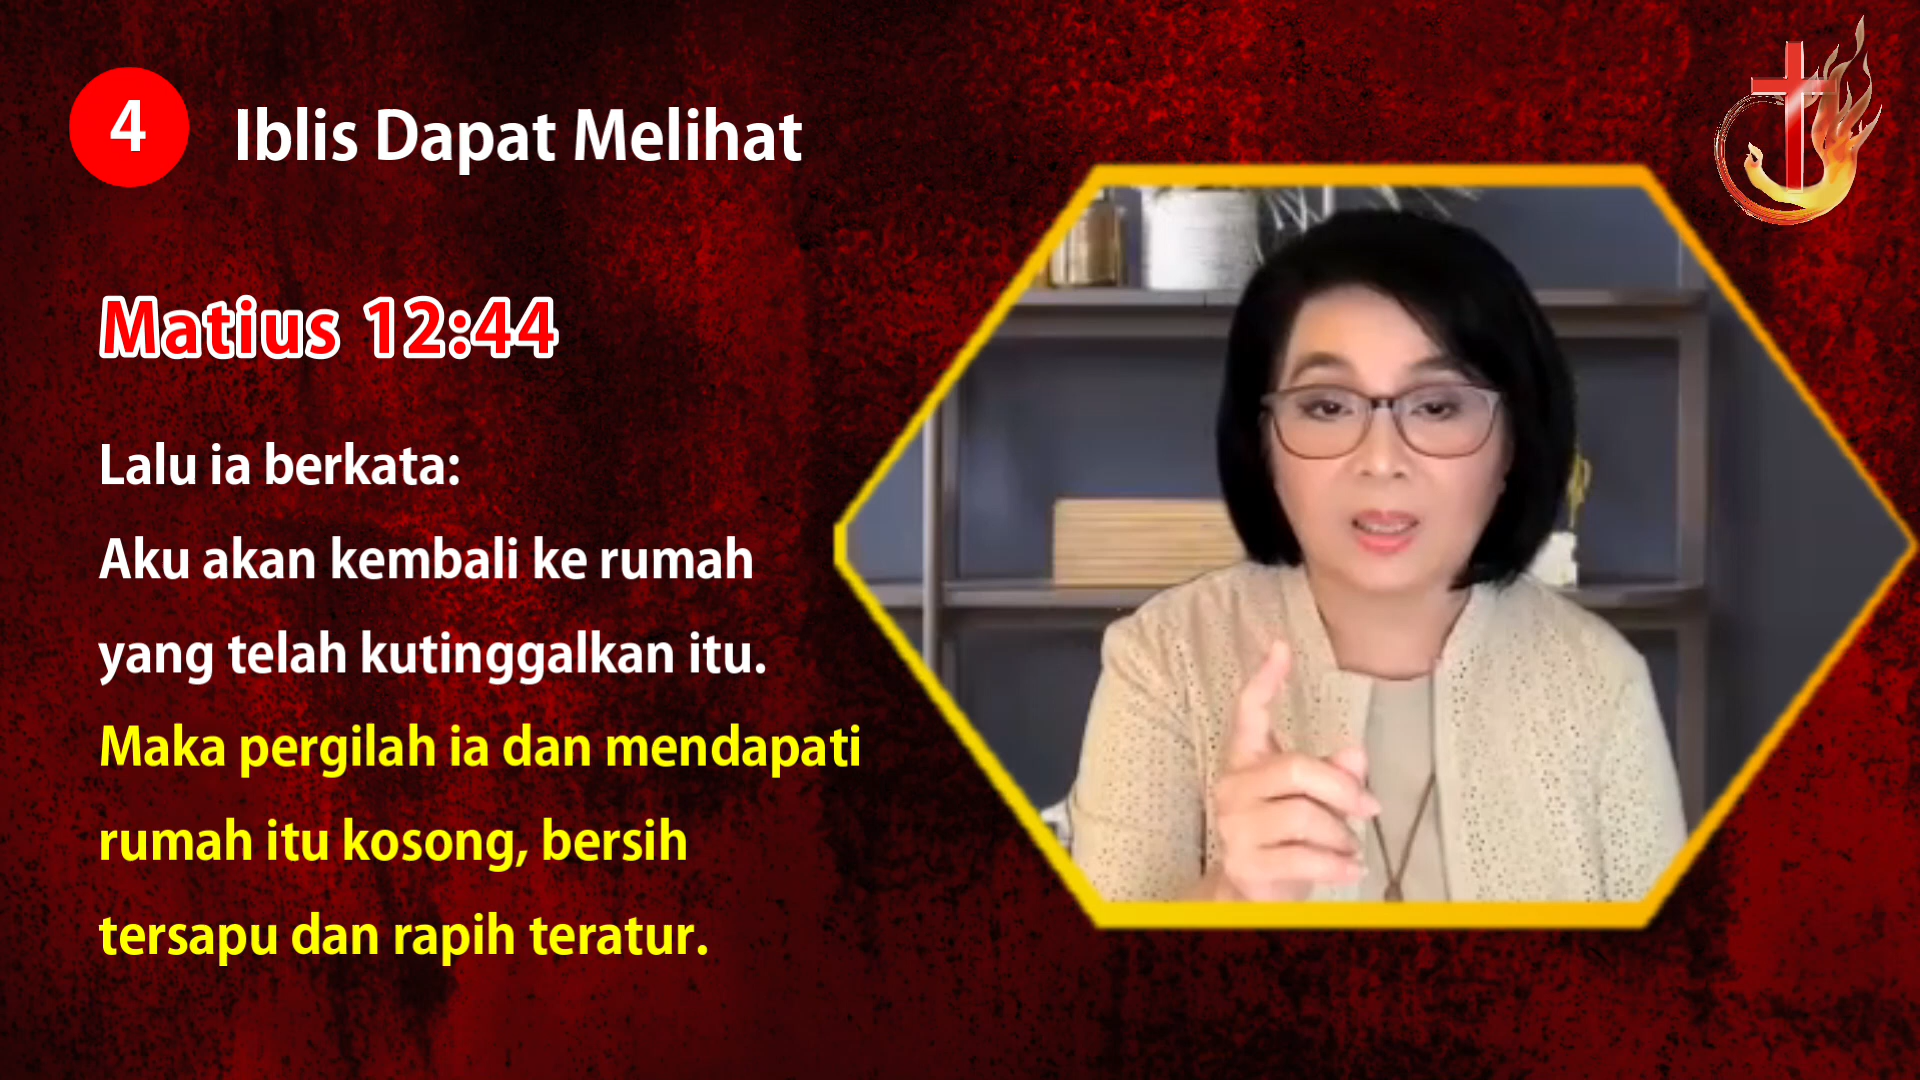 4
Iblis Dapat Melihat
Matius 12:44
Lalu ia berkata:
Aku akan kembali ke rumah
yang telah kutinggalkan itu.
Maka pergilah ia dan mendapati
rumah itu kosong, bersih
tersapu dan rapih teratur.